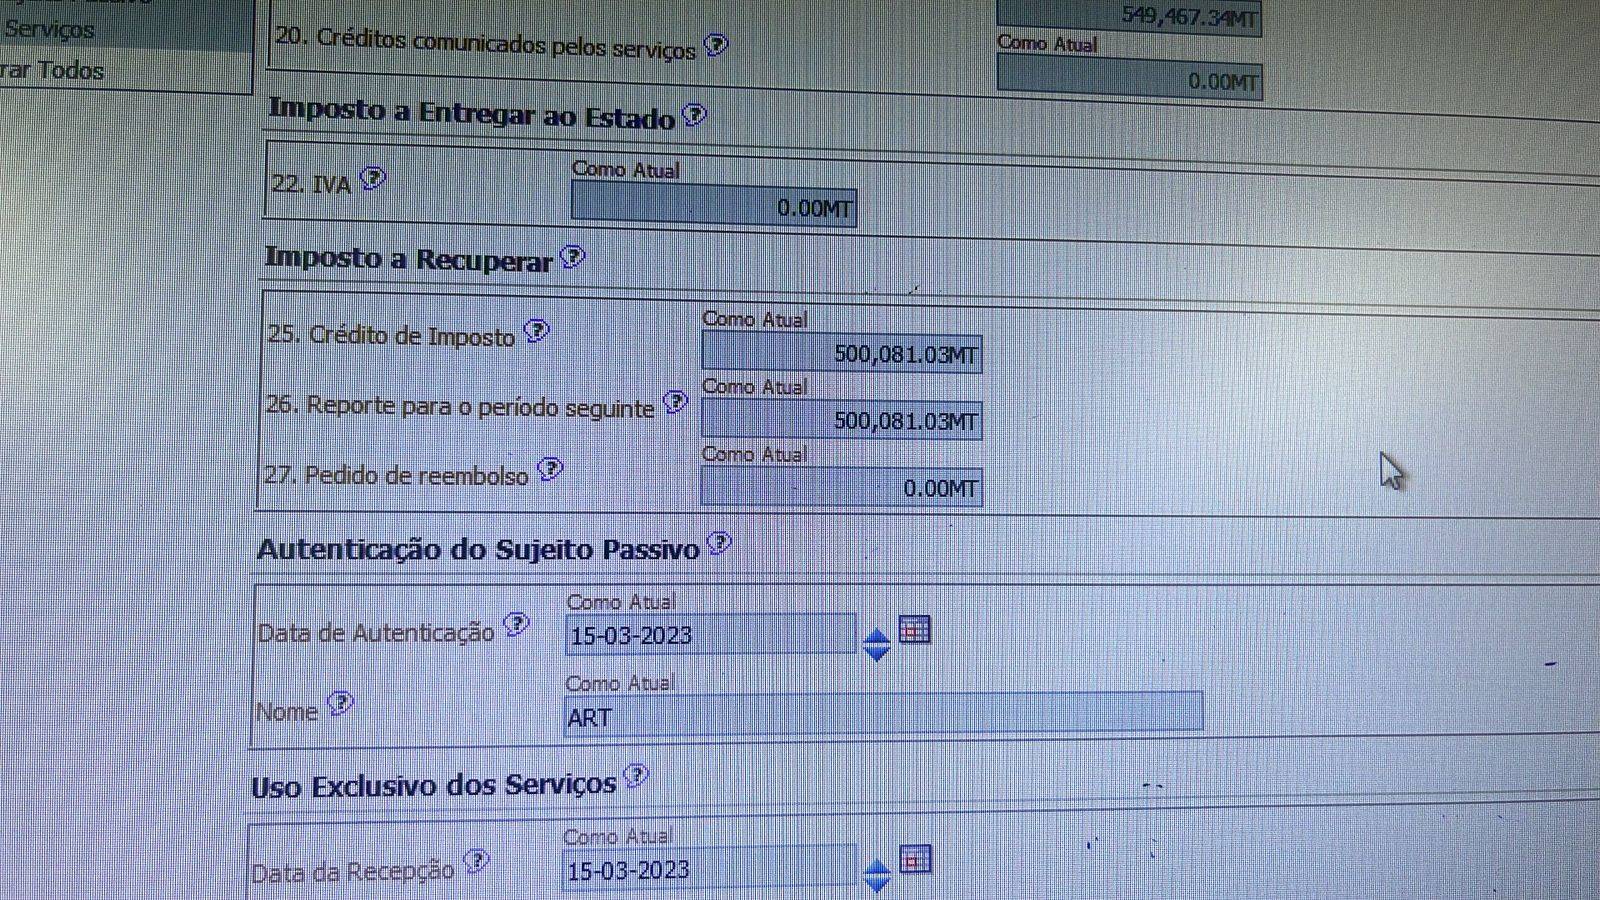 549,467.34MT
Serviços
20. Créditos comunicados pelos serviços
Como Atual
0.00MT
rar Todos
Imposto a Entregar ao Estado
22. IVA
Como Atual
0.00MT
Imposto a Recuperar
25. Crédito de Imposto
Como Atual
500,081.03MT
26. Reporte para o período seguinte
Como Atual
500,081.03MT
27. Pedido de reembolso
Como Atual
0.00MT
Autenticação do Sujeito Passivo
Data de Autenticação
Como Atual
15-03-2023
Nome
Como Atual
ART
Uso Exclusivo dos Serviços
Data da Recepção
Como Atual
15-03-2023